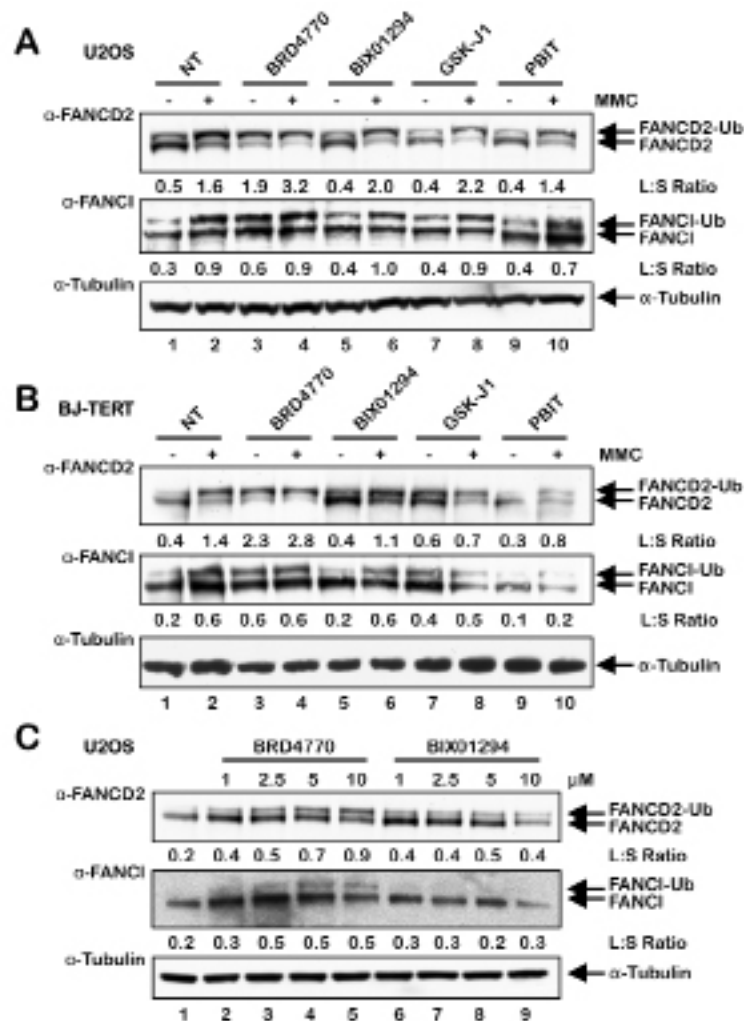 A
U2OS
NT BRD4770 BIX01294 GSK-J1 PBIT
- + - + - + - + - + MMC
α-FANCD2
FANCD2-Ub
FANCD2
0.5 1.6 1.9 3.2 0.4 2.0 0.4 2.2 0.4 1.4 L:S Ratio
α-FANCI
FANCI-Ub
FANCI
0.3 0.9 0.6 0.9 0.4 1.0 0.4 0.9 0.4 0.7 L:S Ratio
α-Tubulin
α-Tubulin
1 2 3 4 5 6 7 8 9 10
B
BJ-TERT
NT BRD4770 BIX01294 GSK-J1 PBIT
- + - + - + - + - + MMC
α-FANCD2
FANCD2-Ub
FANCD2
0.4 1.4 2.3 2.8 0.4 1.1 0.6 0.7 0.3 0.8 L:S Ratio
α-FANCI
FANCI-Ub
FANCI
0.2 0.6 0.6 0.6 0.2 0.6 0.4 0.5 0.1 0.2 L:S Ratio
α-Tubulin
α-Tubulin
1 2 3 4 5 6 7 8 9 10
C
U2OS
BRD4770 BIX01294
1 2.5 5 10 1 2.5 5 10 µM
α-FANCD2
FANCD2-Ub
FANCD2
0.2 0.4 0.5 0.7 0.9 0.4 0.4 0.5 0.4 L:S Ratio
α-FANCI
FANCI-Ub
FANCI
0.2 0.3 0.5 0.5 0.5 0.3 0.3 0.2 0.3 L:S Ratio
α-Tubulin
α-Tubulin
1 2 3 4 5 6 7 8 9